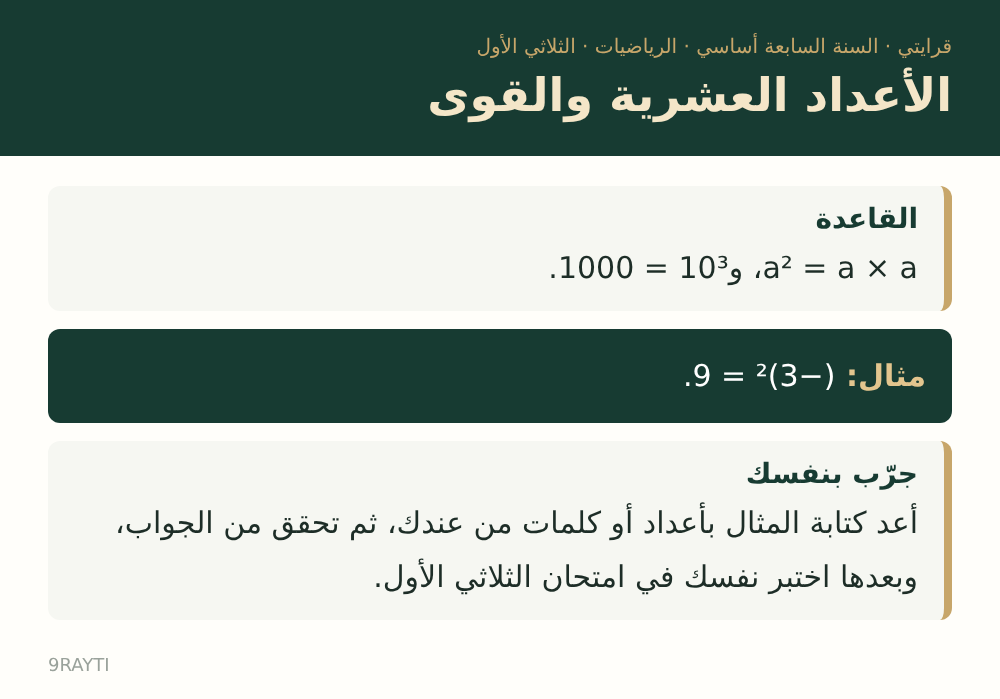 قرايتي · السنة السابعة أساسي · الرياضيات · الثلاثي الأول
الأعداد العشرية والقوى
القاعدة
a² = a × a، و10³ = 1000.
مثال: (−3)² = 9.
جرّب بنفسك
أعد كتابة المثال بأعداد أو كلمات من عندك، ثم تحقق من الجواب،
وبعدها اختبر نفسك في امتحان الثلاثي الأول.
9RAYTI